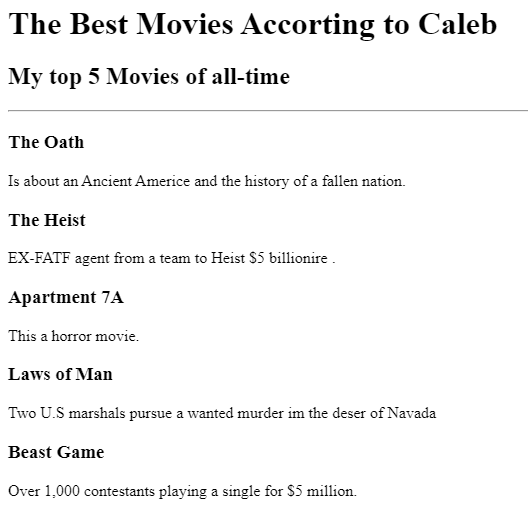 The Best Movies Accorting to Caleb
My top 5 Movies of all-time
The Oath
Is about an Ancient Americe and the history of a fallen nation.
The Heist
EX-FATF agent from a team to Heist $5 billionire .
Apartment 7A
This a horror movie.
Laws of Man
Two U.S marshals pursue a wanted murder im the deser of Navada
Beast Game
Over 1,000 contestants playing a single for $5 million.